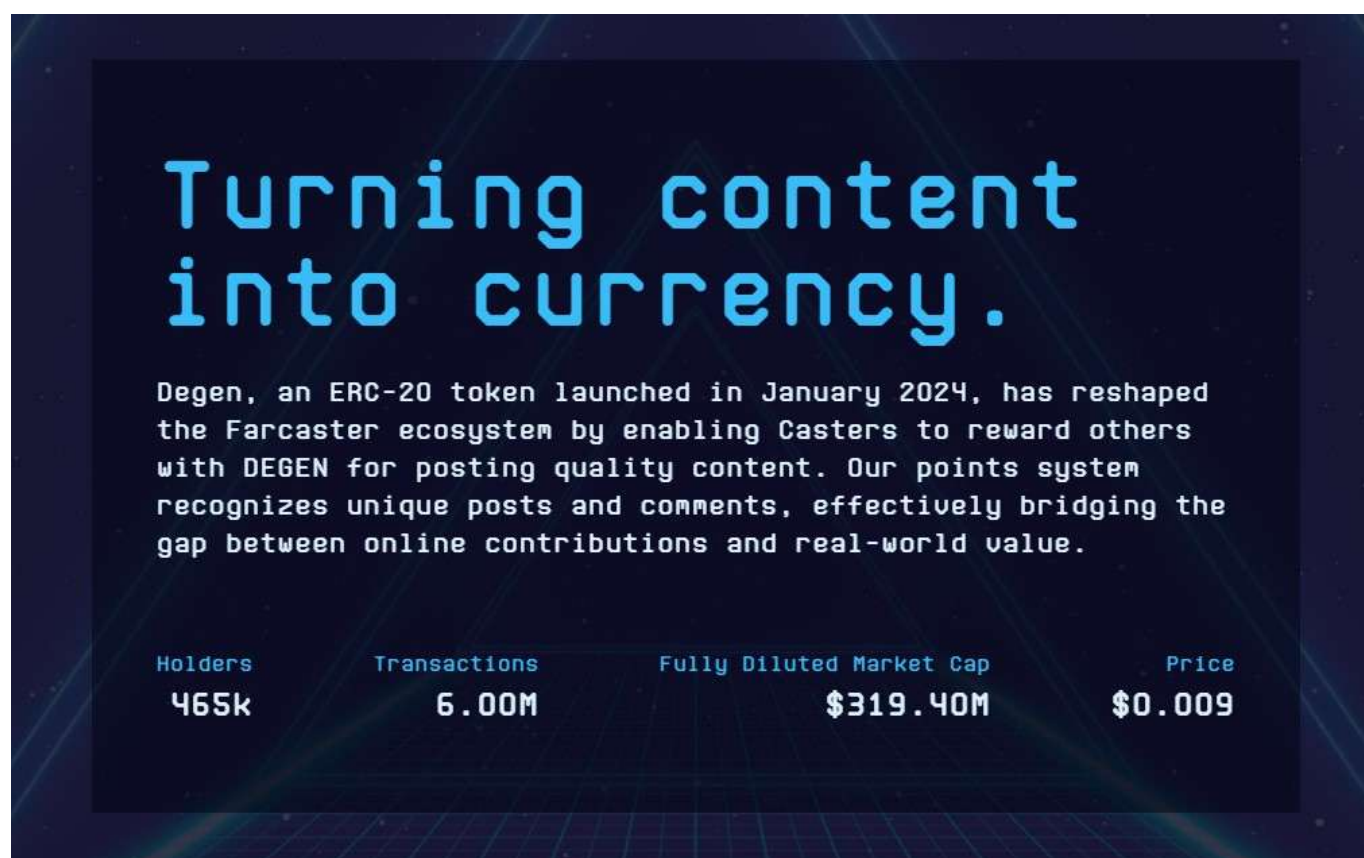 Turning content
into currency.
Degen, an ERC-20 token launched in January 2024, has reshaped
the Farcaster ecosystem by enabling Casters to reward others
with DEGEN for posting quality content. Our points system
recognizes unique posts and comments, effectively bridging the
gap between online contributions and real-world value.
Holders Transactions Fully Diluted Market Cap Price
465k 6.00M $319.40M $0.009